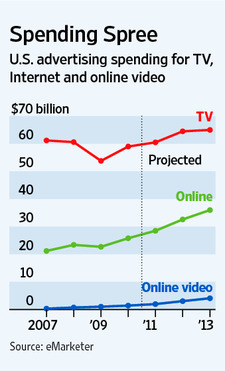 Spending Spree
U.S. advertising spending for TV,
Internet and online video
$70 billion
TV
60
Projected
50
40
Online
30
20
10
Online video
0
2007 '09 '11 '13
Source: eMarketer